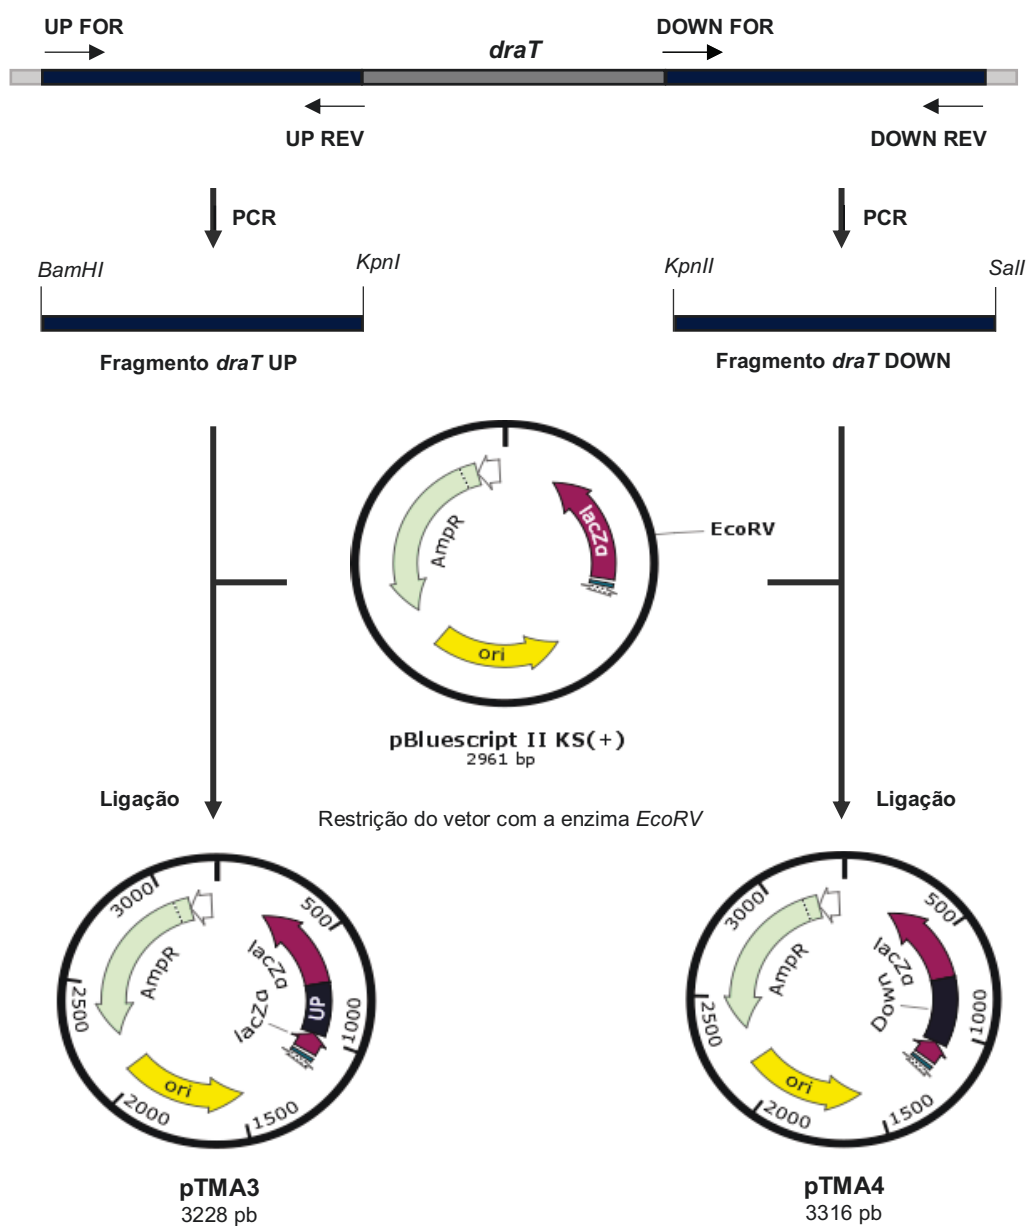 UP FOR
draT
DOWN FOR
UP REV
DOWN REV
PCR
PCR
BamHI
KpnI
KpnII
SalI
Fragmento draT UP
Fragmento draT DOWN
AmpR
lacZα
EcoRV
ori
pBluescript II KS(+)
2961 bp
Ligação
Ligação
Restrição do vetor com a enzima EcoRV
3000
500
AmpR
lacZα
lacZα
UP
2500
1000
ori
2000
1500
pTMA3
3228 pb
3000
500
AmpR
lacZα
Down
2500
1000
ori
2000
1500
pTMA4
3316 pb